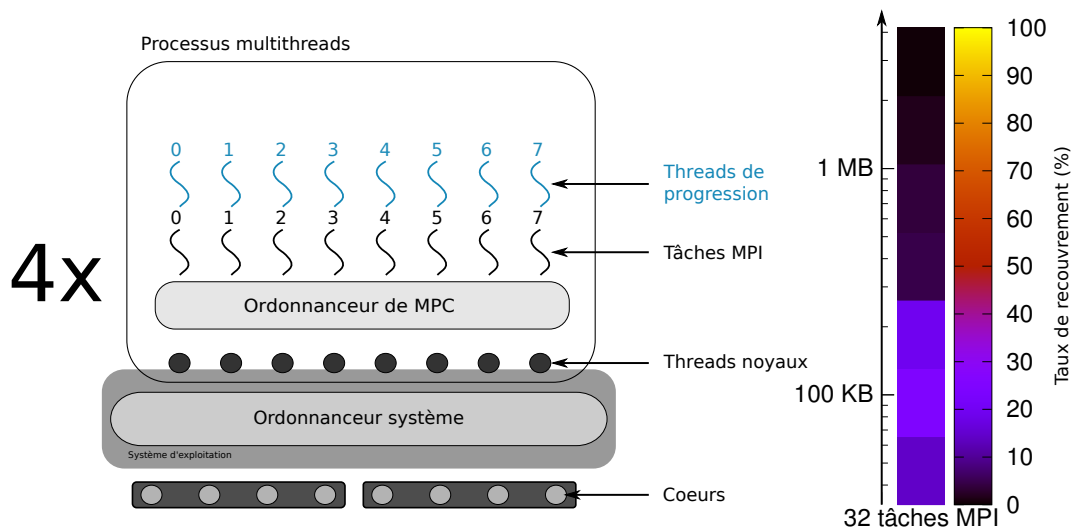 Processus multithreads
0 1 2 3 4 5 6 7
Threads de
progression
0 1 2 3 4 5 6 7
Tâches MPI
4x
Ordonnanceur de MPC
Threads noyaux
Ordonnanceur système
Système d'exploitation
Coeurs
1 MB
100 KB
32 tâches MPI
100
90
80
70
60
50
40
30
20
10
0
Taux de recouvrement (%)